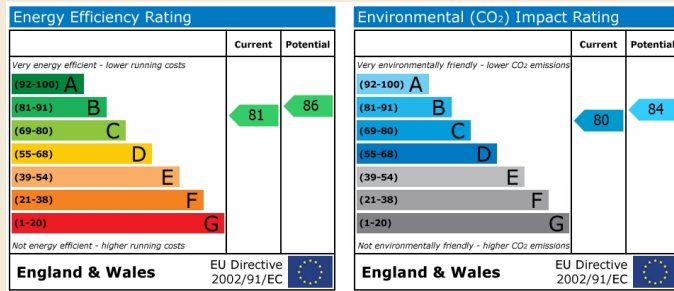 Energy Efficiency Rating
Current Potential
Very energy efficient - lower running costs
(92-100) A
(81-91) B
(69-80) C
(55-68) D
(39-54) E
(21-38) F
(1-20) G
81
86
Not energy efficient - higher running costs
England & Wales
EU Directive
2002/91/EC
Environmental (CO₂) Impact Rating
Current Potential
Very environmentally friendly - lower CO₂ emissions
(92-100) A
(81-91) B
(69-80) C
(55-68) D
(39-54) E
(21-38) F
(1-20) G
80
84
Not environmentally friendly - higher CO₂ emissions
England & Wales
EU Directive
2002/91/EC